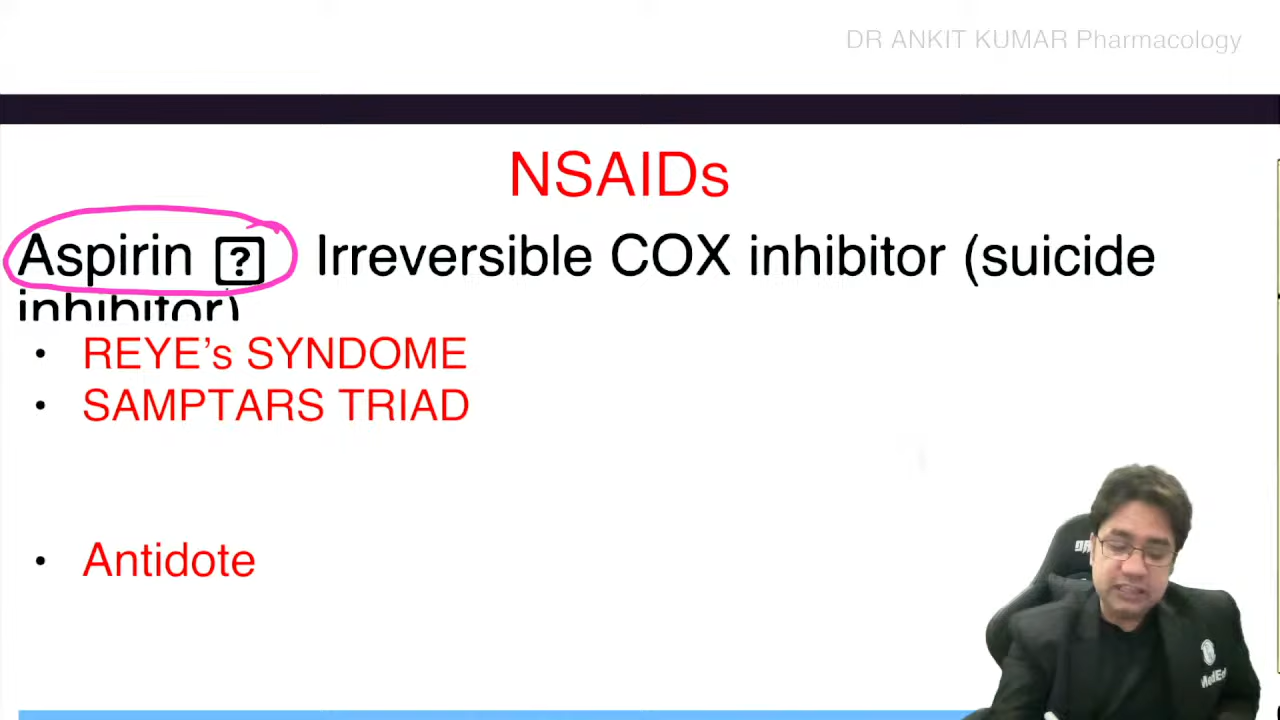 DR ANKIT KUMAR Pharmacology
NSAIDs
Aspirin ? Irreversible COX inhibitor (suicide
inhibitor)
• REYE’s SYNDOME
• SAMPTARS TRIAD
• Antidote